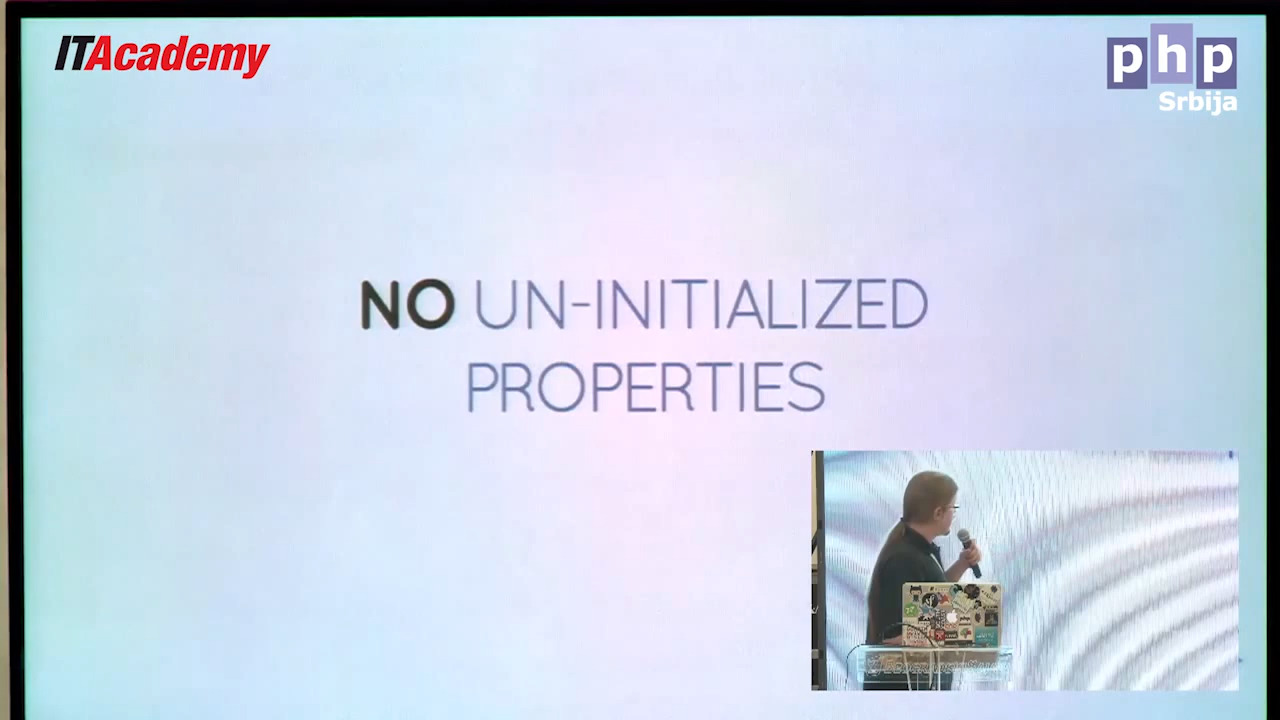 ITAcademy
php
Srbija
NO UN-INITIALIZED
PROPERTIES